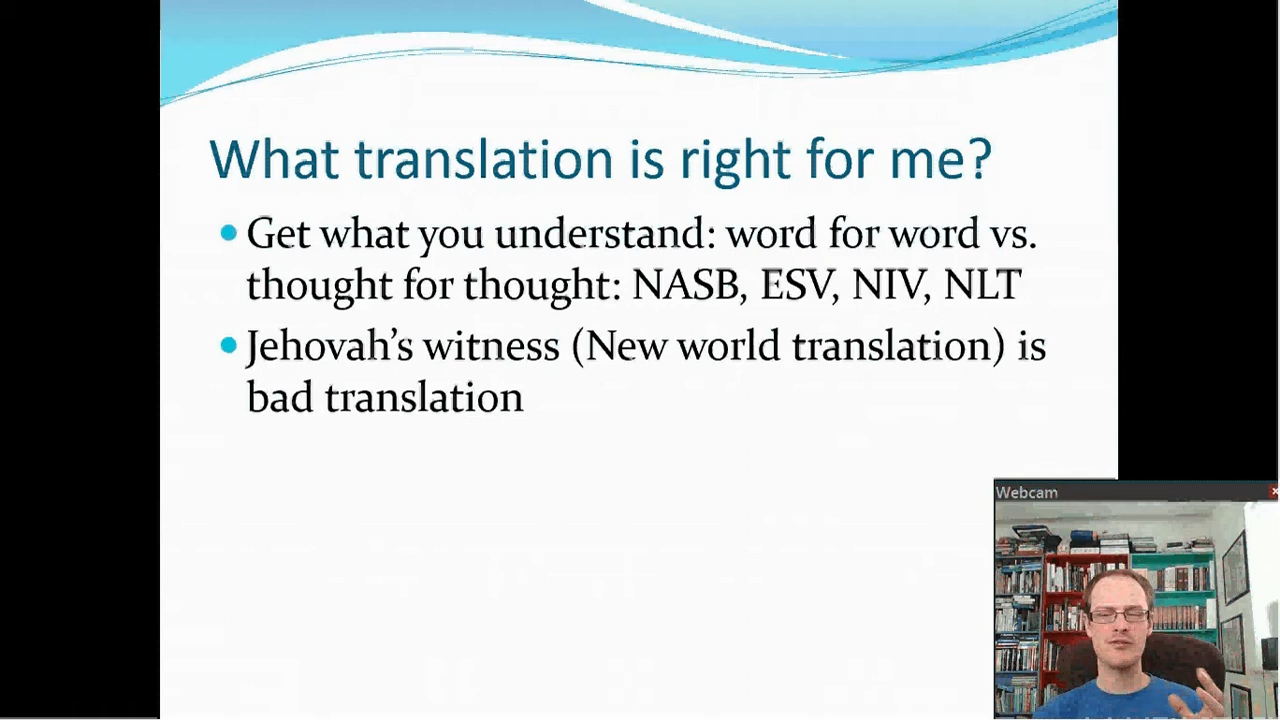 What translation is right for me?
Get what you understand: word for word vs.
thought for thought: NASB, ESV, NIV, NLT
Jehovah's witness (New world translation) is
bad translation
Webcam